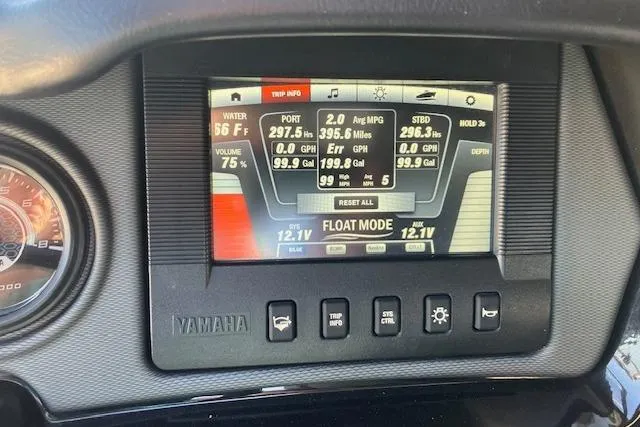 TRIP INFO
WATER
66 F F
VOLUME
75 %
PORT
297.5 Hrs
0.0 GPH
99.9 Gal
2.0 Avg MPG
395.6 Miles
Err GPH
199.8 Gal
99 High MPH Avg MPH 5
STBD
296.3 Hrs
0.0 GPH
99.9 Gal
HOLD 3s
DEPTH
RESET ALL
FLOAT MODE
SYS
12.1V
AUX
12.1V
BLUE
YAMAHA
TRIP INFO
SYS CTRL
8
000